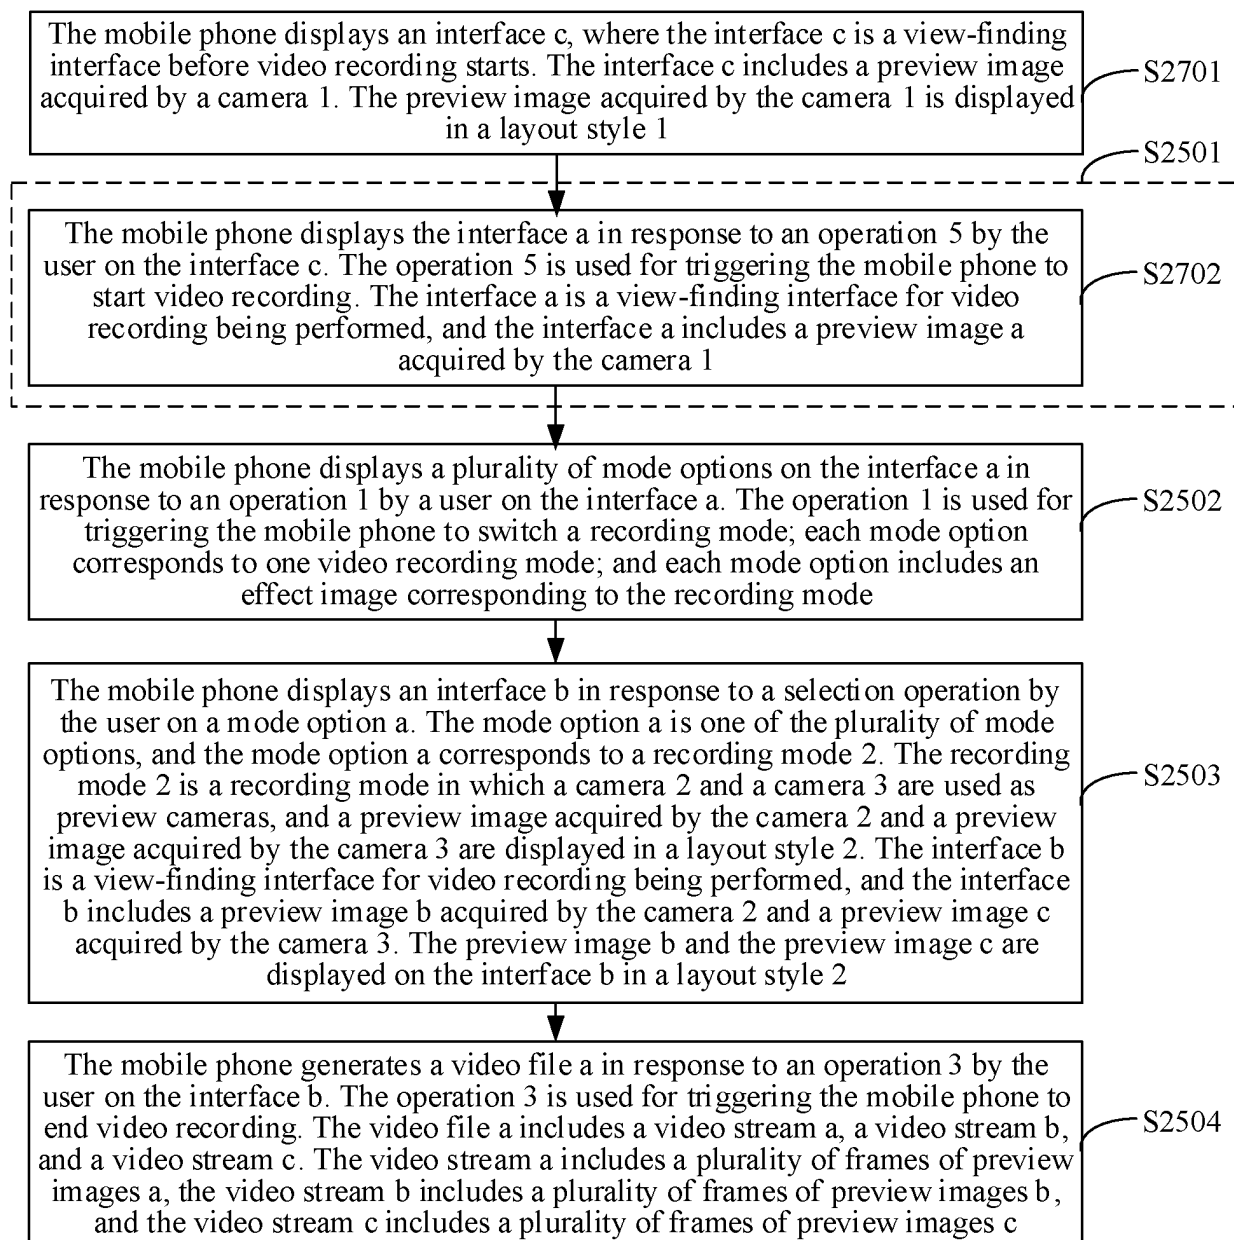 The mobile phone displays an interface c, where the interface c is a view-finding
interface before video recording starts. The interface c includes a preview image
acquired by a camera 1. The preview image acquired by the camera 1 is displayed
in a layout style 1
S2701
S2501
The mobile phone displays the interface a in response to an operation 5 by the
user on the interface c. The operation 5 is used for triggering the mobile phone to
start video recording. The interface a is a view-finding interface for video
recording being performed, and the interface a includes a preview image a
acquired by the camera 1
S2702
The mobile phone displays a plurality of mode options on the interface a in
response to an operation 1 by a user on the interface a. The operation 1 is used for
triggering the mobile phone to switch a recording mode; each mode option
corresponds to one video recording mode; and each mode option includes an
effect image corresponding to the recording mode
S2502
The mobile phone displays an interface b in response to a selection operation by
the user on a mode option a. The mode option a is one of the plurality of mode
options, and the mode option a corresponds to a recording mode 2. The recording
mode 2 is a recording mode in which a camera 2 and a camera 3 are used as
preview cameras, and a preview image acquired by the camera 2 and a preview
image acquired by the camera 3 are displayed in a layout style 2. The interface b
is a view-finding interface for video recording being performed, and the interface
b includes a preview image b acquired by the camera 2 and a preview image c
acquired by the camera 3. The preview image b and the preview image c are
displayed on the interface b in a layout style 2
S2503
The mobile phone generates a video file a in response to an operation 3 by the
user on the interface b. The operation 3 is used for triggering the mobile phone to
end video recording. The video file a includes a video stream a, a video stream b,
and a video stream c. The video stream a includes a plurality of frames of preview
images a, the video stream b includes a plurality of frames of preview images b,
and the video stream c includes a plurality of frames of preview images c
S2504